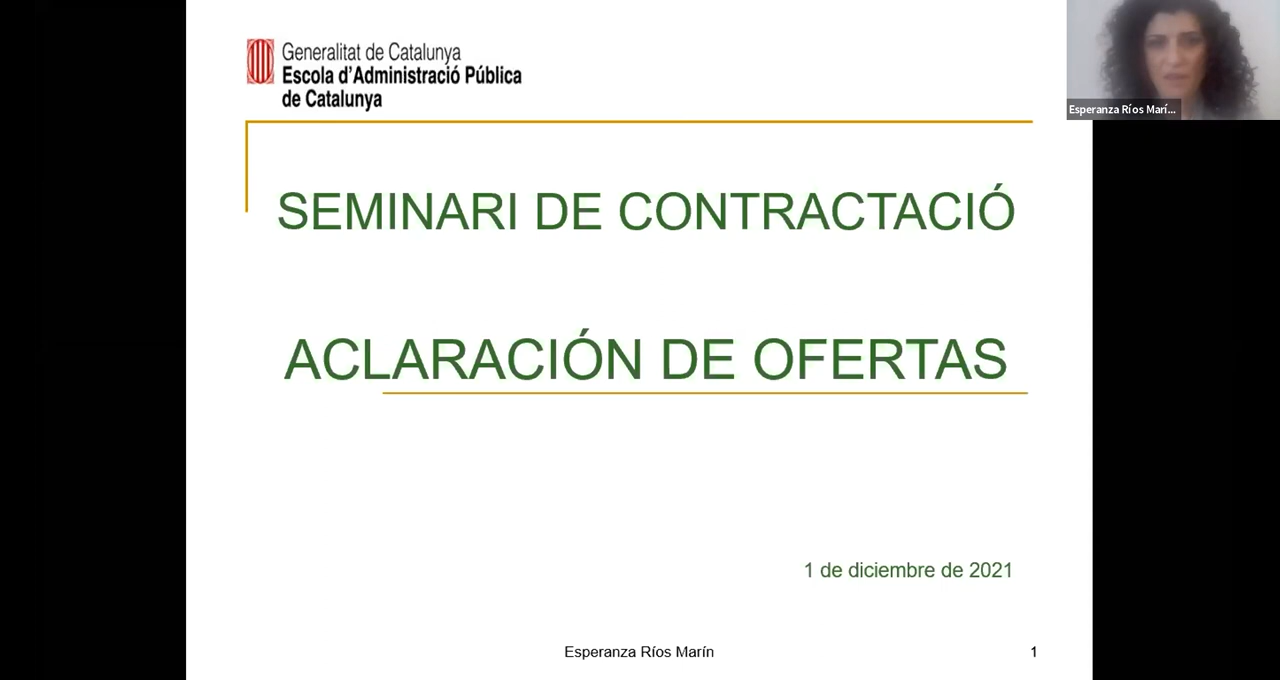 Generalitat de Catalunya
Escola d'Administració Pública
de Catalunya
Esperanza Ríos Marí...
SEMINARI DE CONTRACTACIÓ
ACLARACIÓN DE OFERTAS
1 de diciembre de 2021
Esperanza Ríos Marín
1